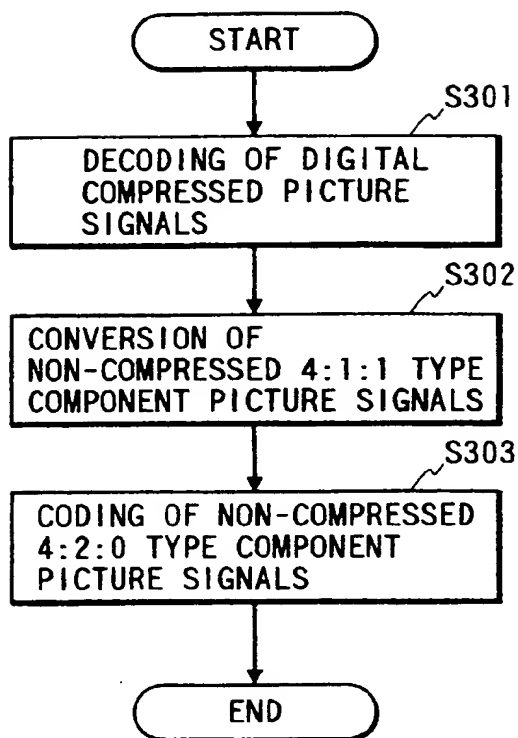 START
S301
DECODING OF DIGITAL
COMPRESSED PICTURE
SIGNALS
S302
CONVERSION OF
NON-COMPRESSED 4:1:1 TYPE
COMPONENT PICTURE SIGNALS
S303
CODING OF NON-COMPRESSED
4:2:0 TYPE COMPONENT
PICTURE SIGNALS
END